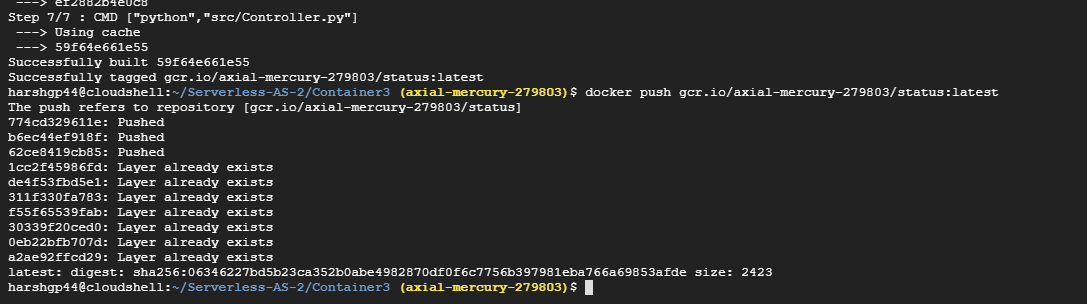 ---> ef2882b4e0c8
Step 7/7 : CMD ["python","src/Controller.py"]
---> Using cache
---> 59f64e661e55
Successfully built 59f64e661e55
Successfully tagged gcr.io/axial-mercury-279803/status:latest
harshgp44@cloudshell:~/Serverless-AS-2/Container3 (axial-mercury-279803)$ docker push gcr.io/axial-mercury-279803/status:latest
The push refers to repository [gcr.io/axial-mercury-279803/status]
774cd329611e: Pushed
b6ec44ef918f: Pushed
62ce8419cb85: Pushed
1cc2f45986fd: Layer already exists
de4f53fbd5e1: Layer already exists
311f330fa783: Layer already exists
f55f65539fab: Layer already exists
30339f20ced0: Layer already exists
0eb22bfb707d: Layer already exists
a2ae92ffcd29: Layer already exists
latest: digest: sha256:06346227bd5b23ca352b0abe4982870df0f6c7756b397981eba766a69853afde size: 2423
harshgp44@cloudshell:~/Serverless-AS-2/Container3 (axial-mercury-279803)$